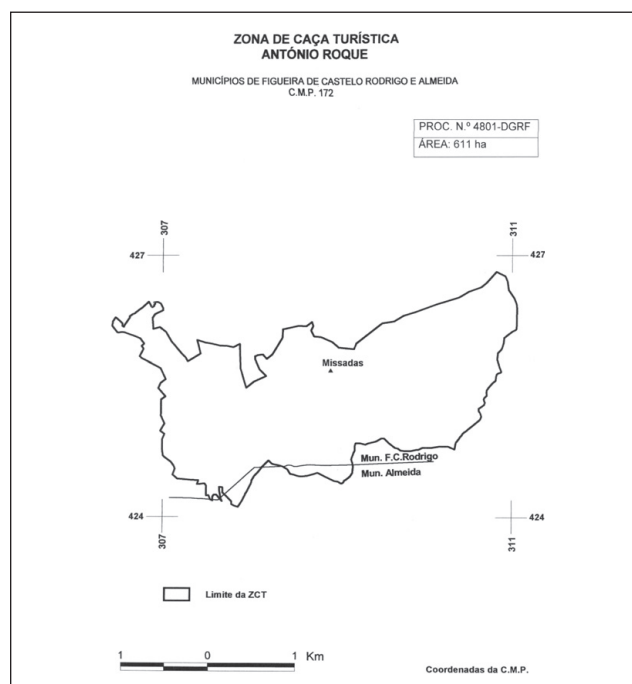 ZONA DE CAÇA TURÍSTICA
ANTÓNIO ROQUE
MUNICÍPIOS DE FIGUEIRA DE CASTELO RODRIGO E ALMEIDA
C.M.P. 172
PROC. N.º 4801-DGRF
ÁREA: 611 ha
307
311
427
427
Missadas
Mun. F.C.Rodrigo
Mun. Almeida
424
424
307
311
Limite da ZCT
1 0 1 Km
Coordenadas da C.M.P.